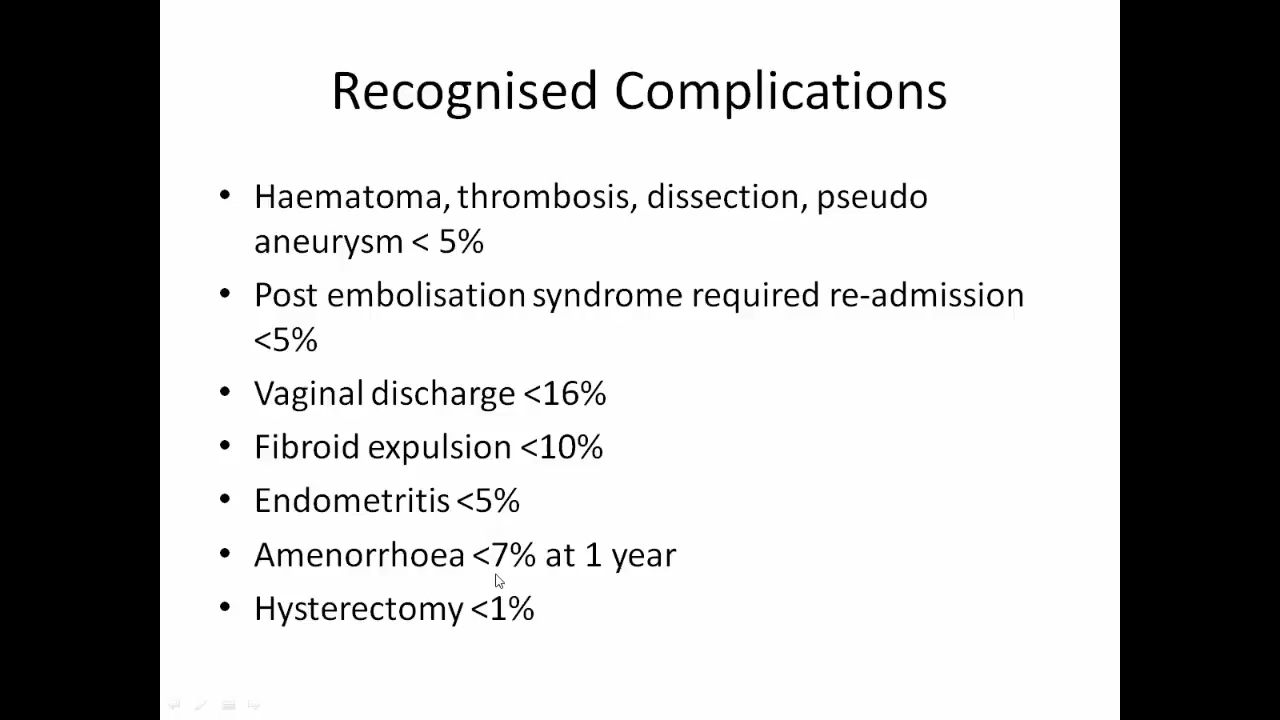 Recognised Complications
• Haematoma, thrombosis, dissection, pseudo
aneurysm < 5%
• Post embolisation syndrome required re-admission
<5%
• Vaginal discharge <16%
• Fibroid expulsion <10%
• Endometritis <5%
• Amenorrhoea <7% at 1 year
• Hysterectomy <1%